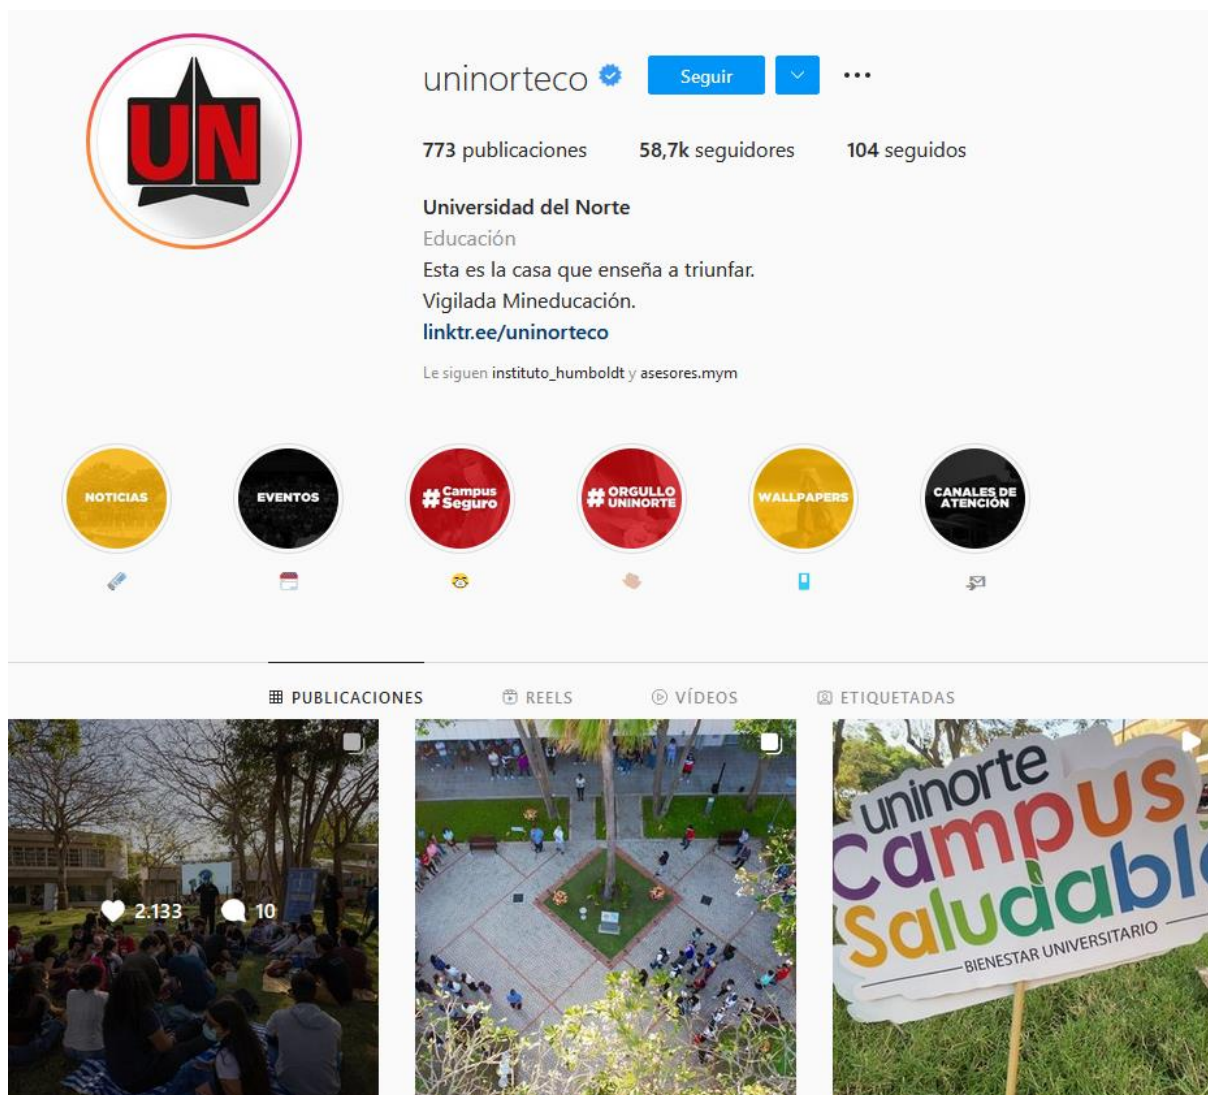 UN
uninorteco
Seguir
773 publicaciones 58,7k seguidores 104 seguidos
Universidad del Norte
Educación
Esta es la casa que enseña a triunfar.
Vigilada Mineducación.
linktr.ee/uninorteco
Le siguen instituto_humboldt y asesores.mym
NOTICIAS
EVENTOS
#Campus
Seguro
#ORGULLO
UNINORTE
WALLPAPERS
CANALES DE
ATENCIÓN
PUBLICACIONES REELS VÍDEOS ETIQUETADAS
2.133 10
uninorte
Campus
Saludable
BIENESTAR UNIVERSITARIO